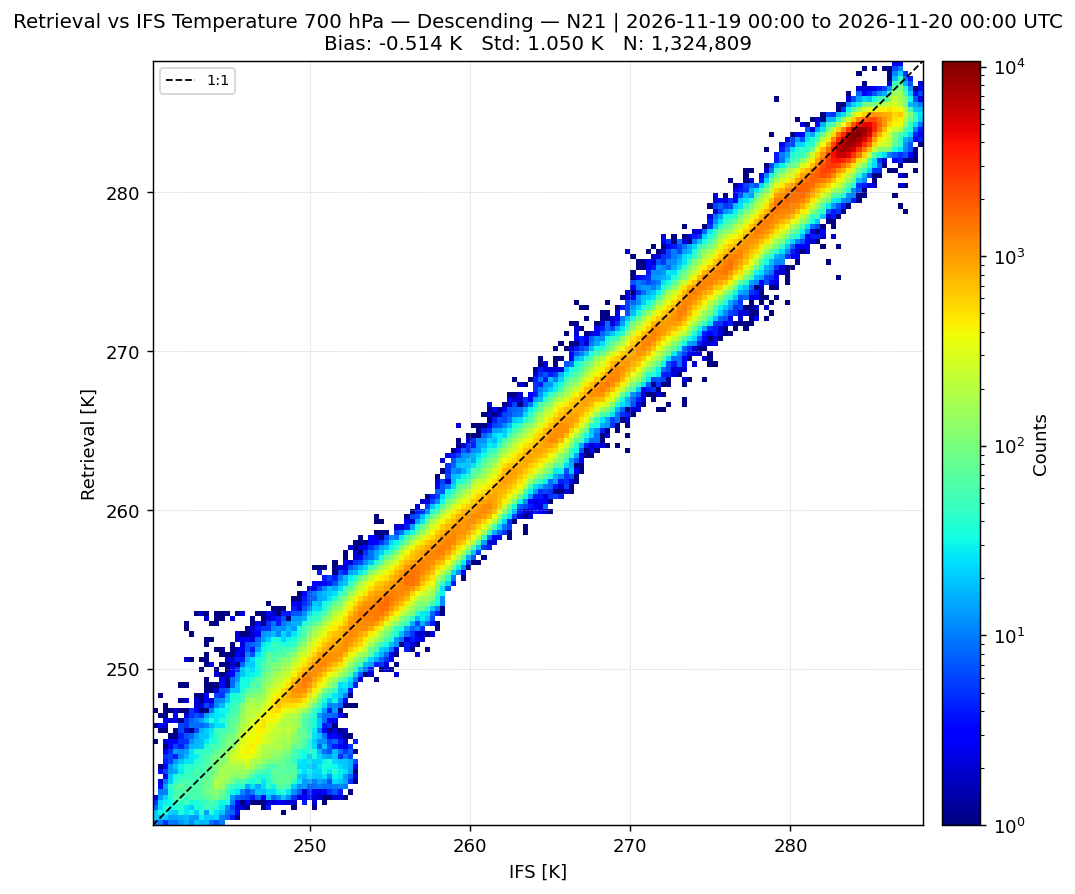 Retrieval vs IFS Temperature 700 hPa — Descending — N21 | 2026-11-19 00:00 to 2026-11-20 00:00 UTC
Bias: -0.514 K   Std: 1.050 K   N: 1,324,809
1:1
Retrieval [K]
280
270
260
250
250 260 270 280
IFS [K]
10⁴
10³
10²
10¹
10⁰
Counts